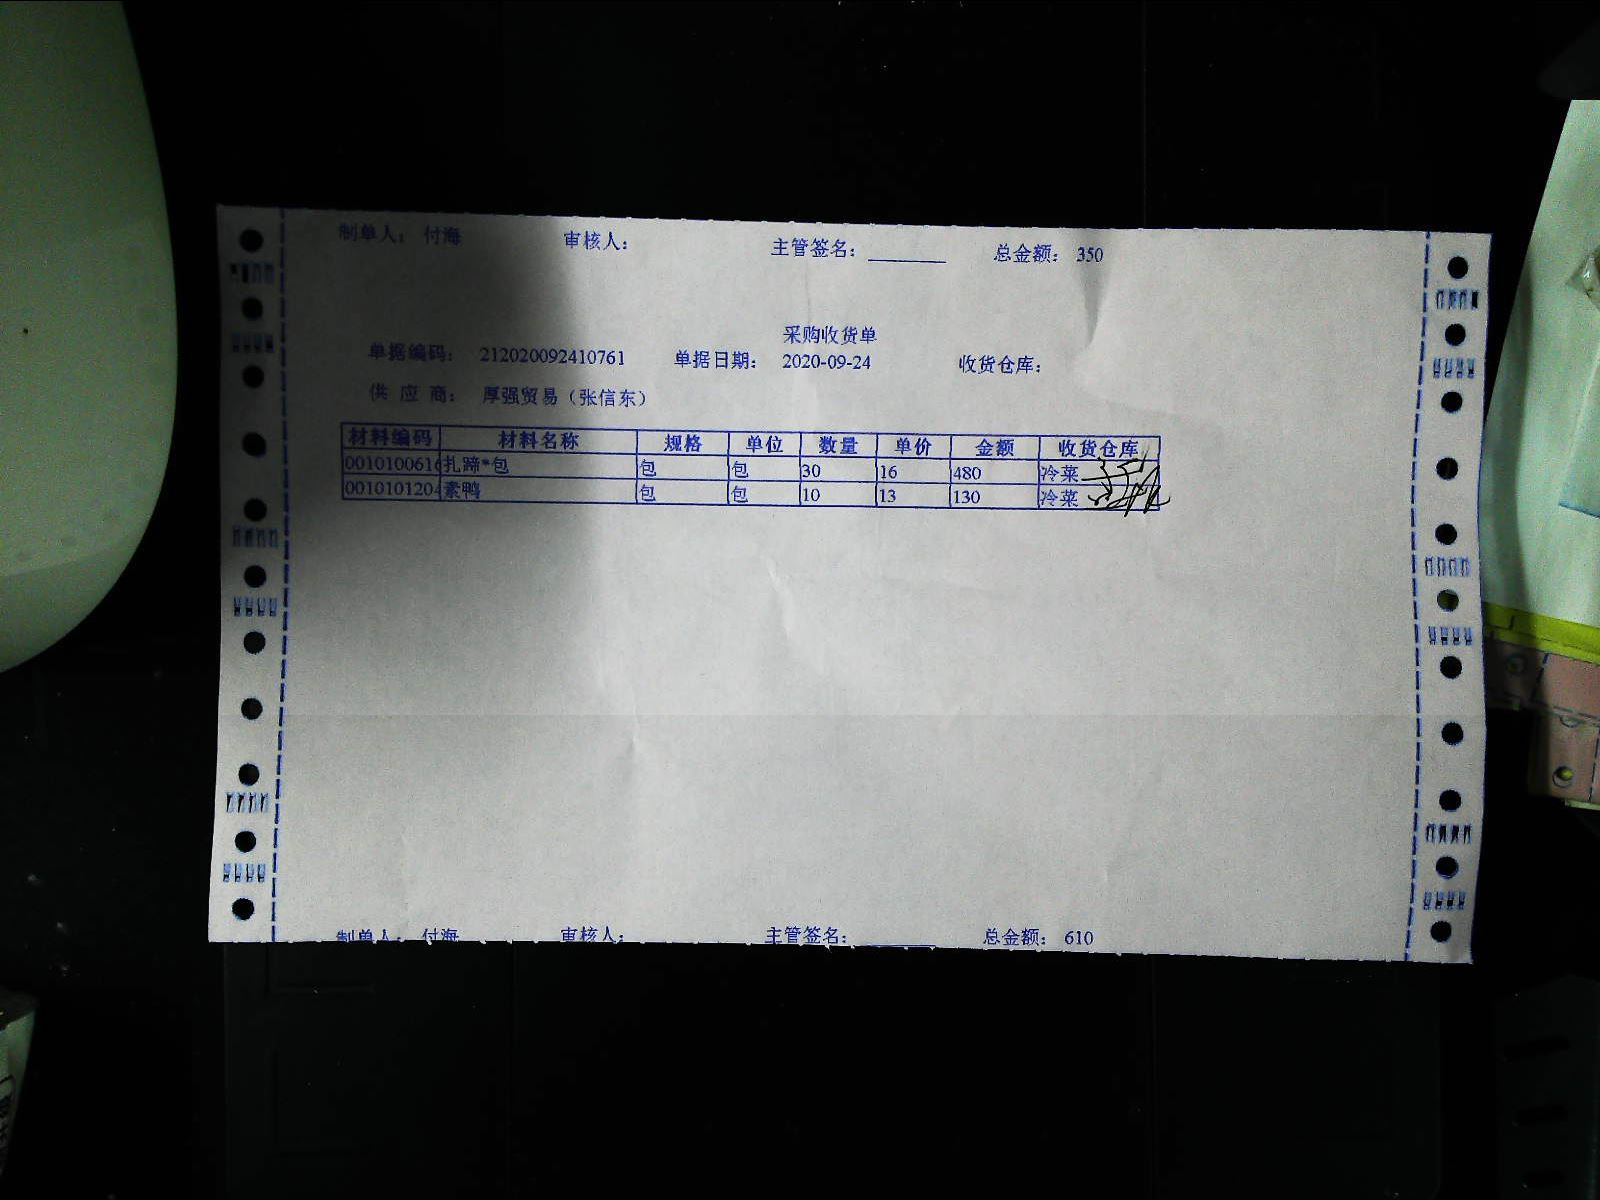 制单人： 付海 审核人： 主管签名：________ 总金额： 350
采购收货单
单据编码： 212020092410761 单据日期： 2020-09-24 收货仓库：
供 应 商： 厚强贸易（张信东）
材料编码 材料名称 规格 单位 数量 单价 金额 收货仓库
0010100616 扎蹄*包 包 包 30 16 480 冷菜
0010101204 素鸭 包 包 10 13 130 冷菜
制单人： 付海 审核人： 主管签名：________ 总金额： 610